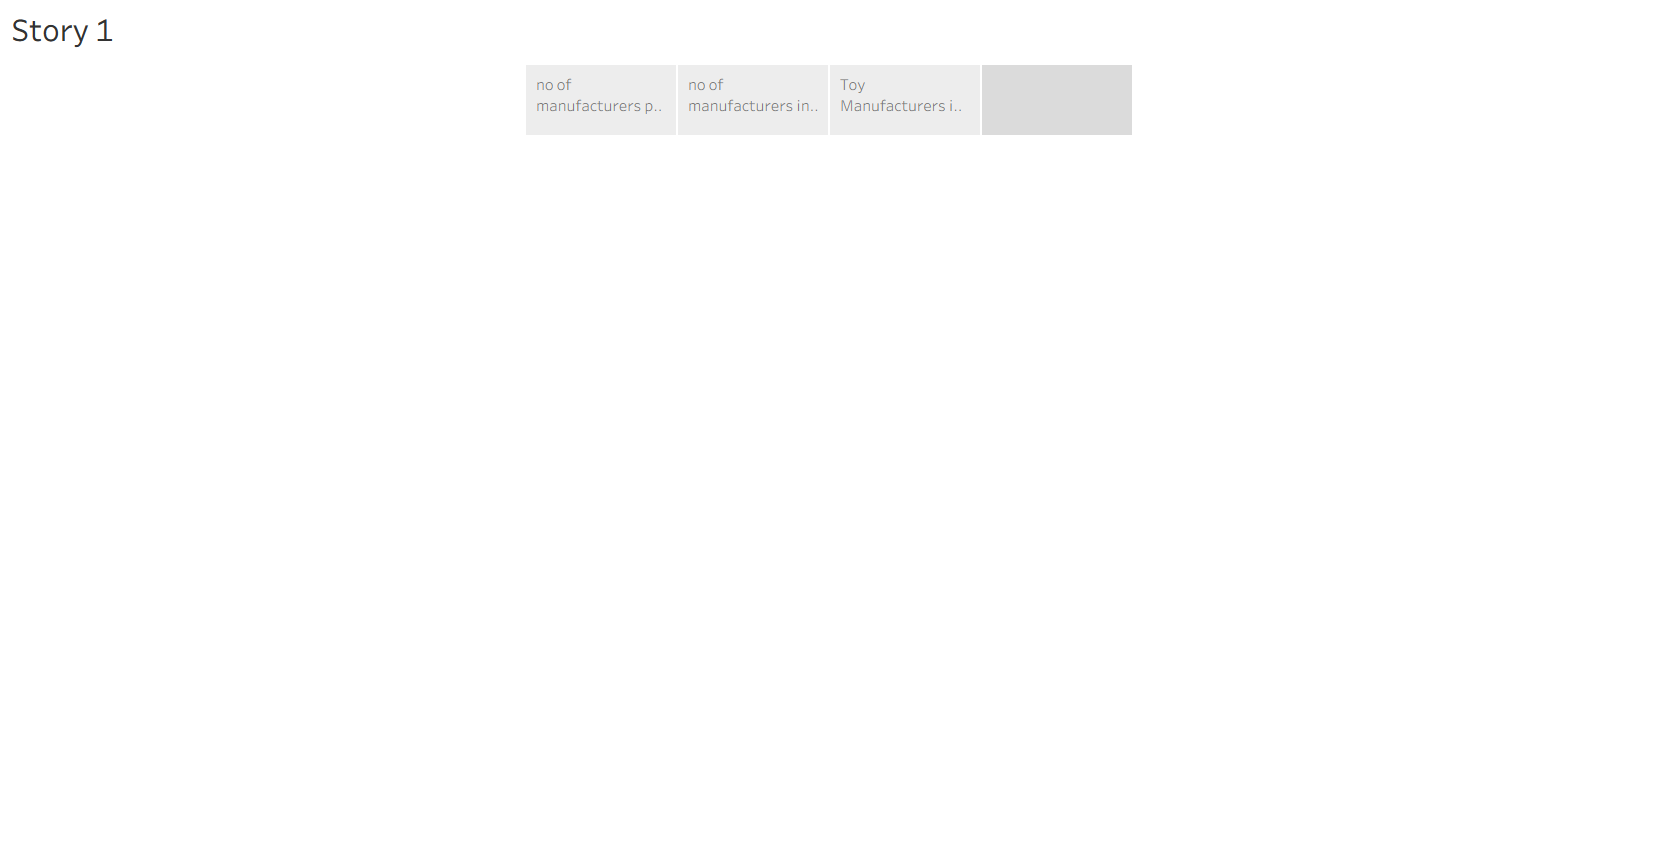 Story 1
no of
manufacturers p..
no of
manufacturers in..
Toy
Manufacturers i..